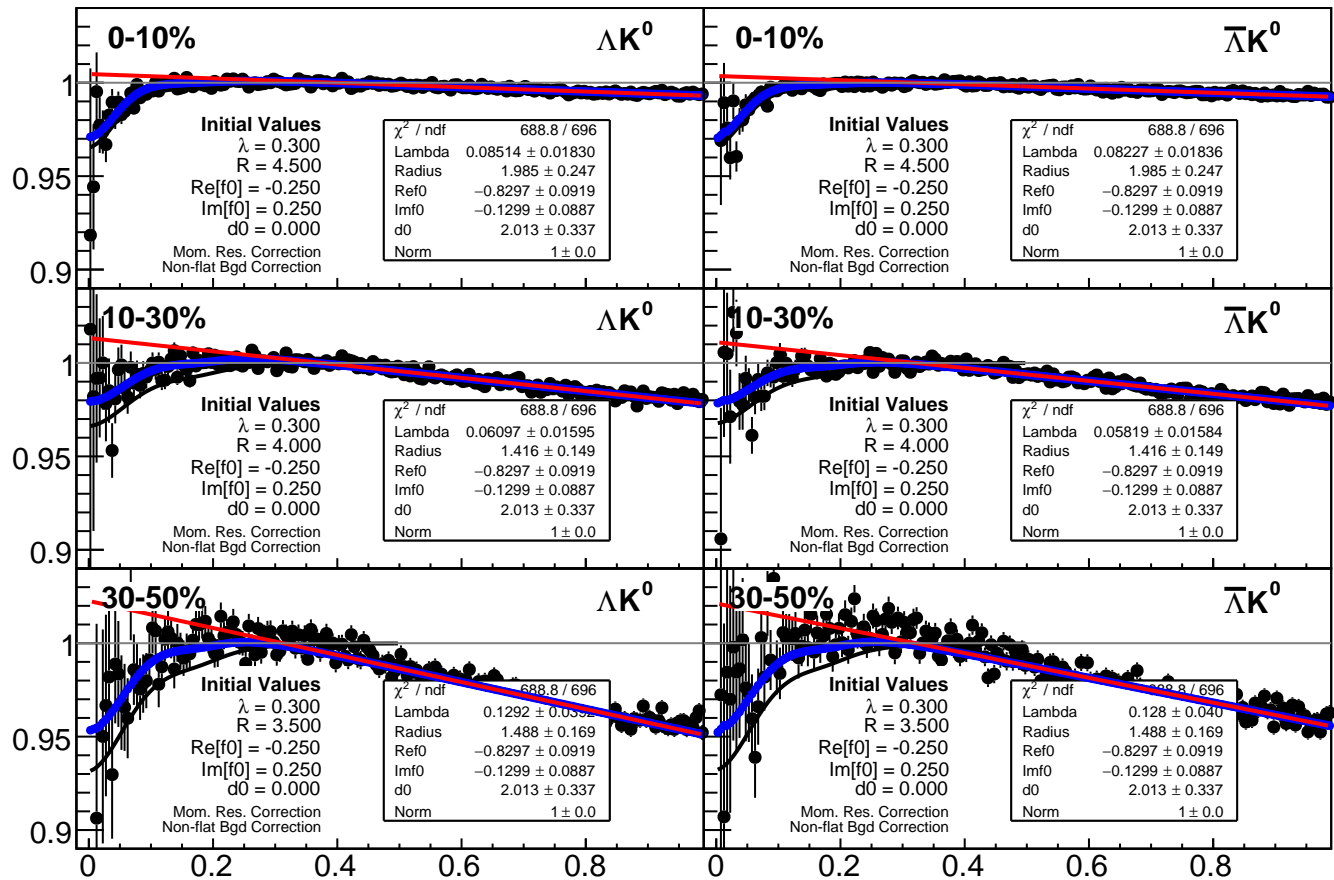 0-10% ΛK⁰
1
0.95
0.9
Initial Values
λ = 0.300
R = 4.500
Re[f0] = -0.250
Im[f0] = 0.250
d0 = 0.000
Mom. Res. Correction
Non-flat Bgd Correction
χ² / ndf 688.8 / 696
Lambda 0.08514 ± 0.01830
Radius 1.985 ± 0.247
Ref0 −0.8297 ± 0.0919
Imf0 −0.1299 ± 0.0887
d0 2.013 ± 0.337
Norm 1 ± 0.0
0-10% Λ̅K⁰
Initial Values
λ = 0.300
R = 4.500
Re[f0] = -0.250
Im[f0] = 0.250
d0 = 0.000
Mom. Res. Correction
Non-flat Bgd Correction
χ² / ndf 688.8 / 696
Lambda 0.08227 ± 0.01836
Radius 1.985 ± 0.247
Ref0 −0.8297 ± 0.0919
Imf0 −0.1299 ± 0.0887
d0 2.013 ± 0.337
Norm 1 ± 0.0
10-30% ΛK⁰
1
0.95
0.9
Initial Values
λ = 0.300
R = 4.000
Re[f0] = -0.250
Im[f0] = 0.250
d0 = 0.000
Mom. Res. Correction
Non-flat Bgd Correction
χ² / ndf 688.8 / 696
Lambda 0.06097 ± 0.01595
Radius 1.416 ± 0.149
Ref0 −0.8297 ± 0.0919
Imf0 −0.1299 ± 0.0887
d0 2.013 ± 0.337
Norm 1 ± 0.0
10-30% Λ̅K⁰
Initial Values
λ = 0.300
R = 4.000
Re[f0] = -0.250
Im[f0] = 0.250
d0 = 0.000
Mom. Res. Correction
Non-flat Bgd Correction
χ² / ndf 688.8 / 696
Lambda 0.05819 ± 0.01584
Radius 1.416 ± 0.149
Ref0 −0.8297 ± 0.0919
Imf0 −0.1299 ± 0.0887
d0 2.013 ± 0.337
Norm 1 ± 0.0
30-50% ΛK⁰
1
0.95
0.9
Initial Values
λ = 0.300
R = 3.500
Re[f0] = -0.250
Im[f0] = 0.250
d0 = 0.000
Mom. Res. Correction
Non-flat Bgd Correction
χ² / ndf 688.8 / 696
Lambda 0.1292 ±
Radius 1.488 ± 0.169
Ref0 −0.8297 ± 0.0919
Imf0 −0.1299 ± 0.0887
d0 2.013 ± 0.337
Norm 1 ± 0.0
30-50% Λ̅K⁰
Initial Values
λ = 0.300
R = 3.500
Re[f0] = -0.250
Im[f0] = 0.250
d0 = 0.000
Mom. Res. Correction
Non-flat Bgd Correction
χ² / ndf 688.8 / 696
Lambda 0.128 ± 0.040
Radius 1.488 ± 0.169
Ref0 −0.8297 ± 0.0919
Imf0 −0.1299 ± 0.0887
d0 2.013 ± 0.337
Norm 1 ± 0.0
0 0.2 0.4 0.6 0.8 0 0.2 0.4 0.6 0.8